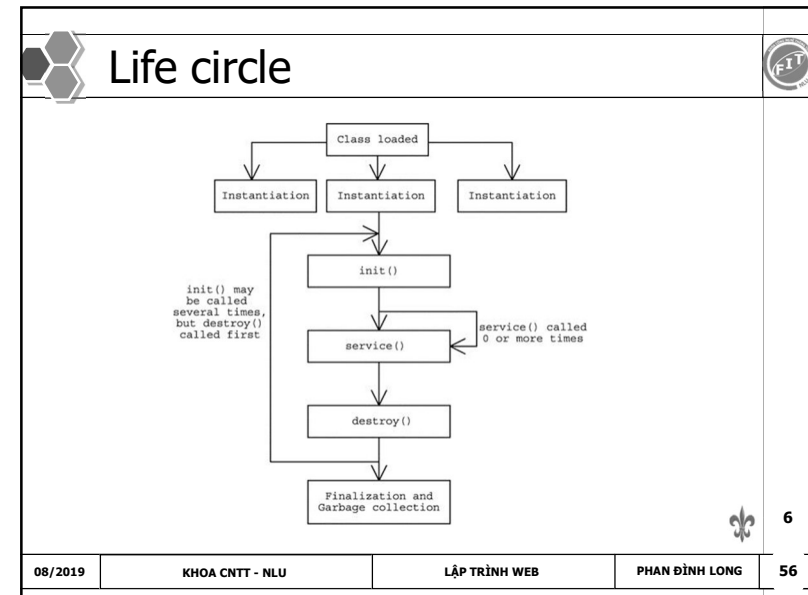 Life circle
FIT
NLU
Class loaded
Instantiation
Instantiation
Instantiation
init()
init() may
be called
several times,
but destroy()
called first
service() called
0 or more times
service()
destroy()
Finalization and
Garbage collection
6
08/2019
KHOA CNTT - NLU
LẬP TRÌNH WEB
PHAN ĐÌNH LONG
56